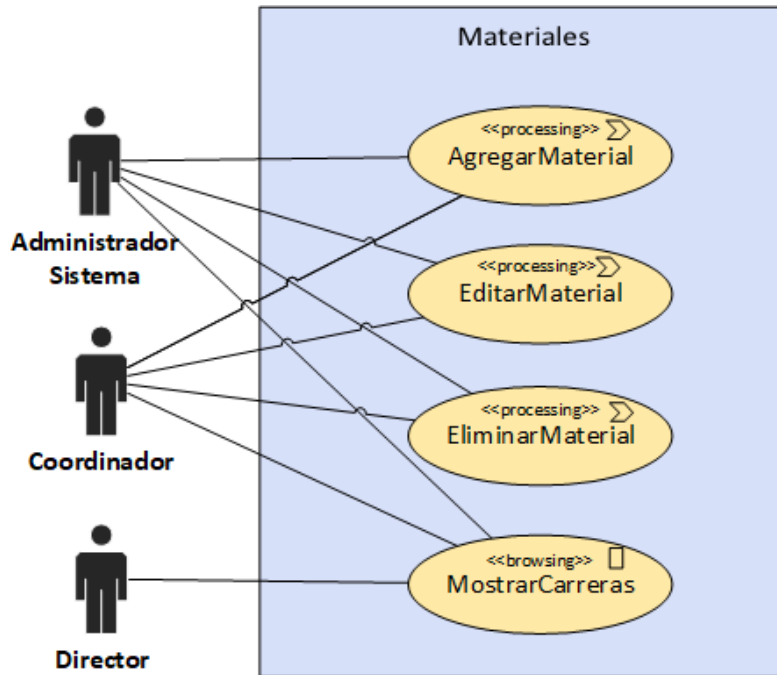 Materiales
<<processing>>
AgregarMaterial
Administrador
Sistema
<<processing>>
EditarMaterial
Coordinador
<<processing>>
EliminarMaterial
<<browsing>>
MostrarCarreras
Director